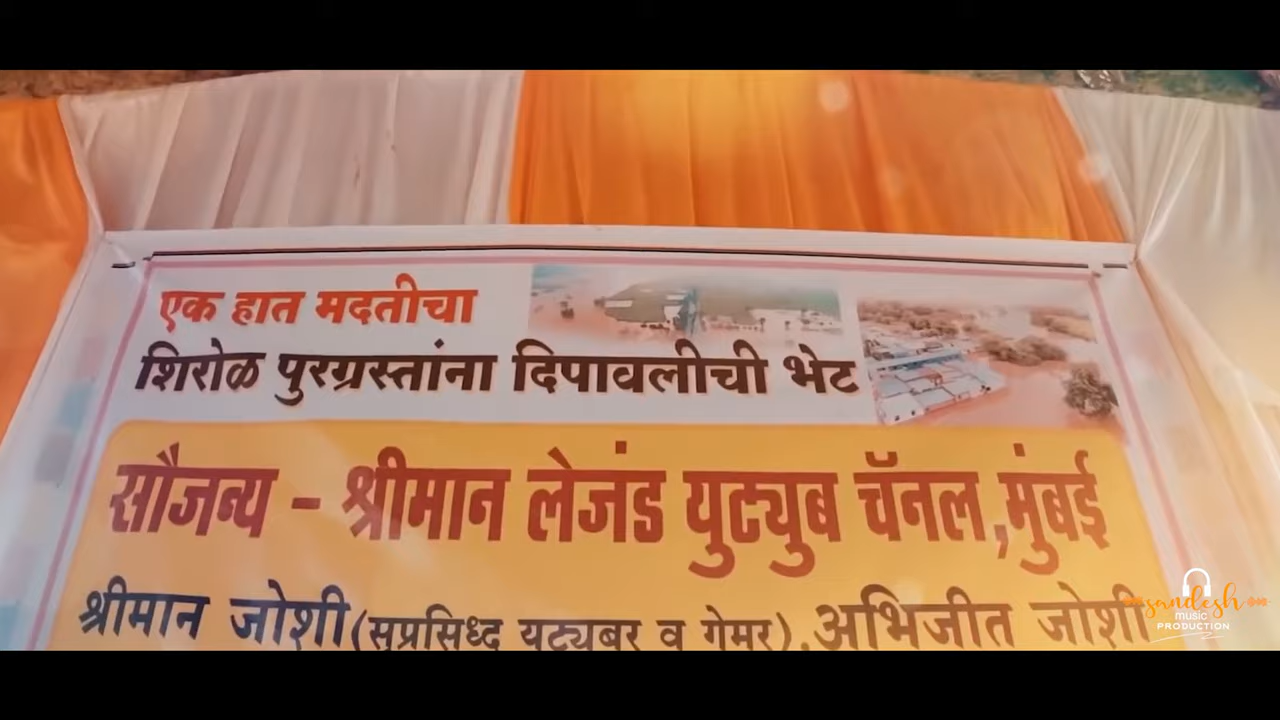 एक हात मदतीचा
शिरोळ पुरग्रस्तांना दिपावलीची भेट
सौजन्य - श्रीमान लेजंड युट्युब चॅनल,मुंबई
श्रीमान जोशी(सुप्रसिध्द युट्युबर व गेमर).अभिजीत जोशी
sandesh
music
PRODUCTION